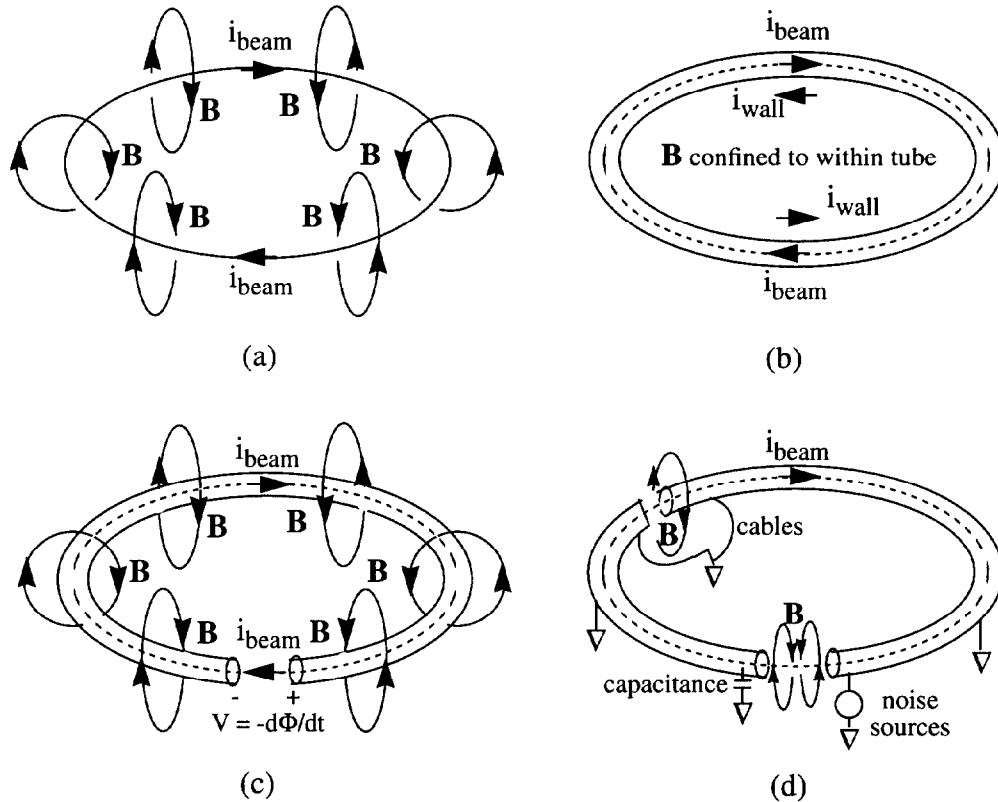 i_beam
i_beam
B
B
B
B
B
B
i_beam
(a)
i_wall
B confined to within tube
i_wall
i_beam
(b)
i_beam
B
B
B
B
B
i_beam
B
- +
V = -dΦ/dt
(c)
i_beam
B
cables
B
capacitance
noise
sources
(d)